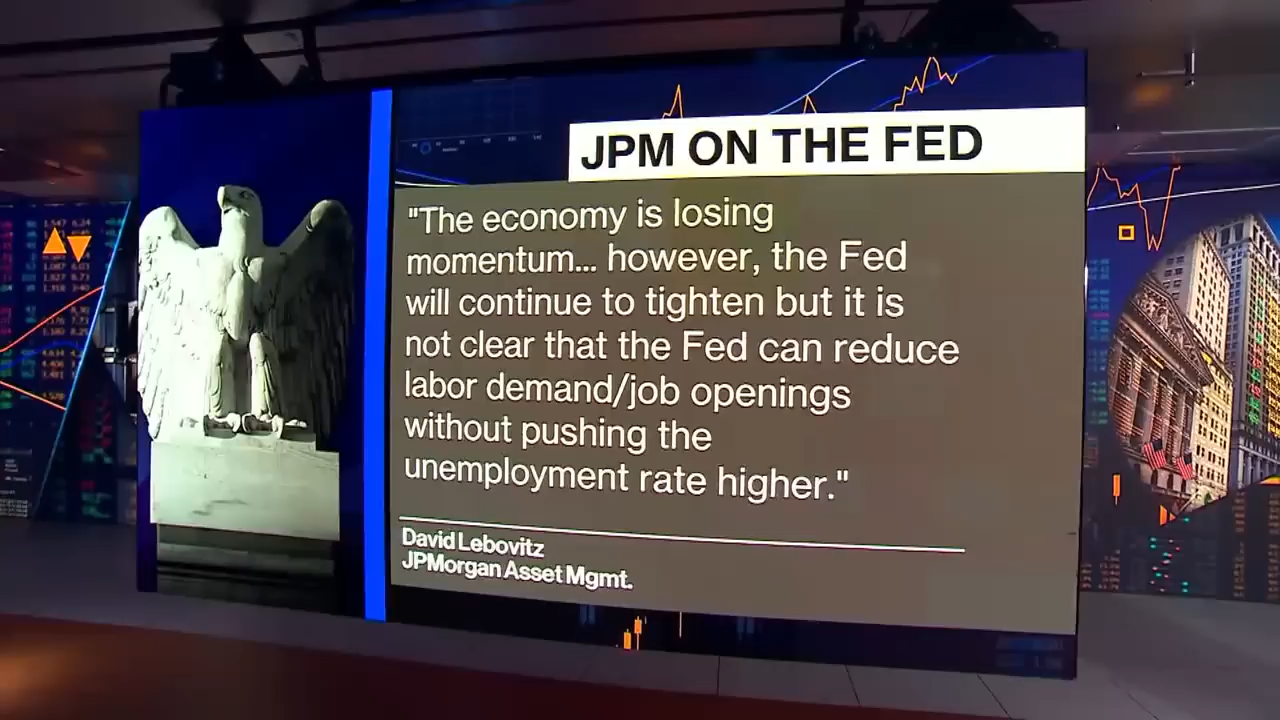 JPM ON THE FED
"The economy is losing
momentum... however, the Fed
will continue to tighten but it is
not clear that the Fed can reduce
labor demand/job openings
without pushing the
unemployment rate higher."
David Lebovitz
JPMorgan Asset Mgmt.